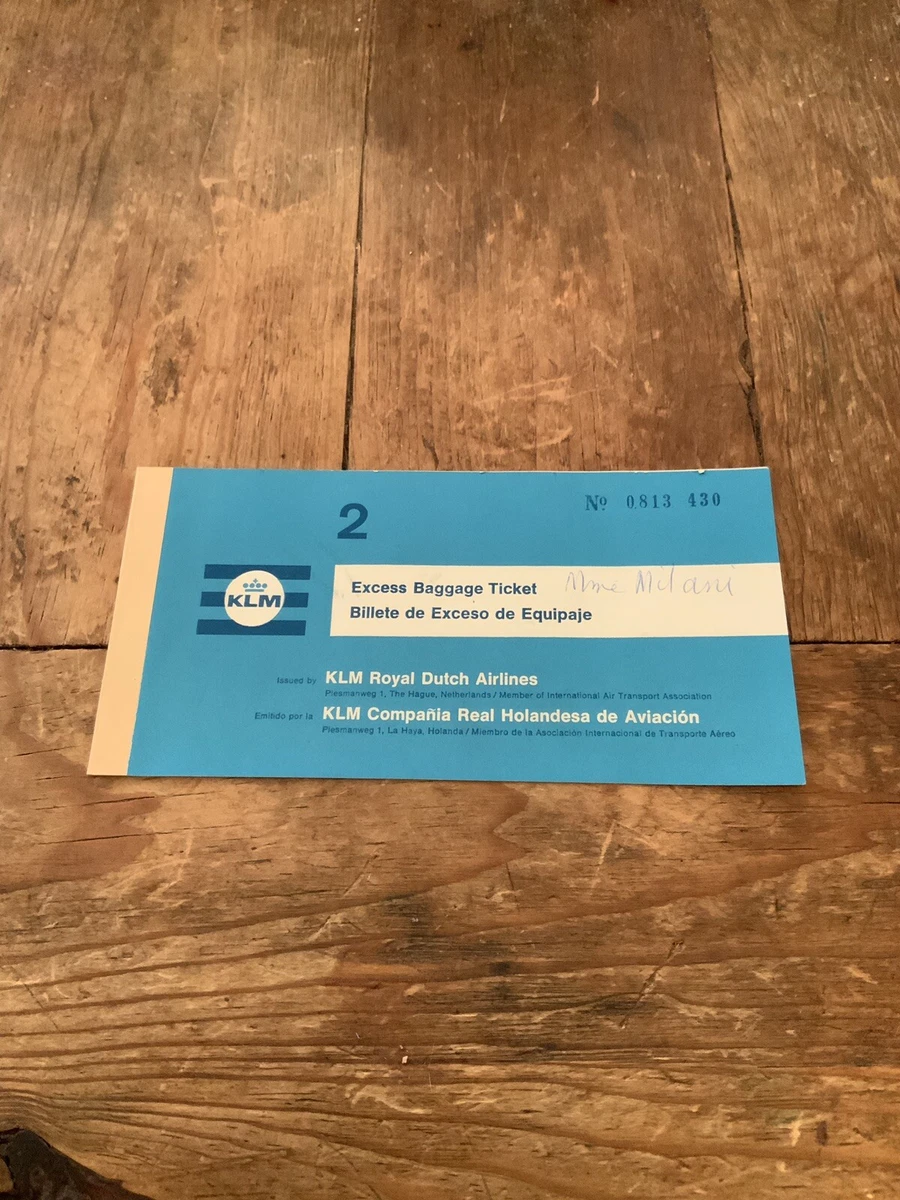 2
Nº 0813 430
KLM
Excess Baggage Ticket Mme Milani
Billete de Exceso de Equipaje
Issued by KLM Royal Dutch Airlines
Plesmanweg 1, The Hague, Netherlands / Member of International Air Transport Association
Emitido por la KLM Compañia Real Holandesa de Aviación
Plesmanweg 1, La Haya, Holanda / Miembro de la Asociación Internacional de Transporte Aéreo